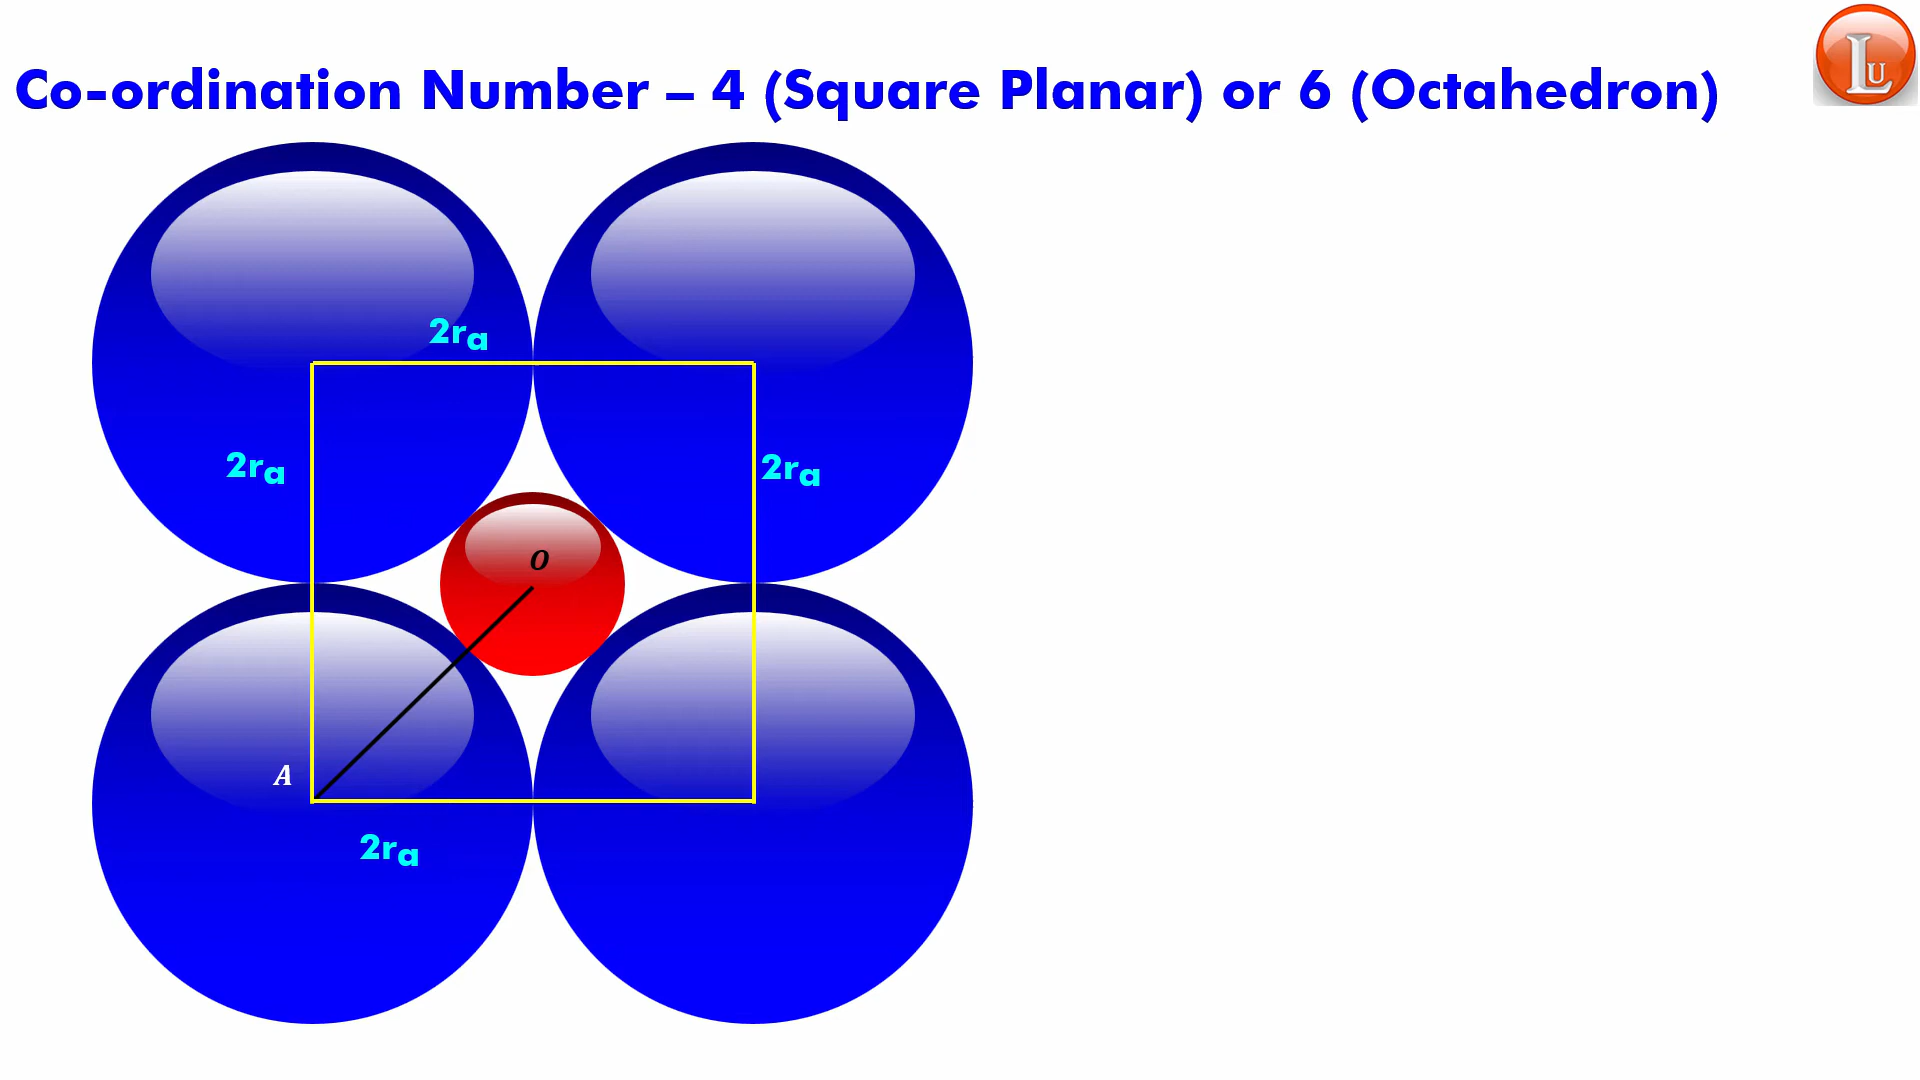 LU
Co-ordination Number – 4 (Square Planar) or 6 (Octahedron)
2rₐ
2rₐ
2rₐ
O
A
2rₐ